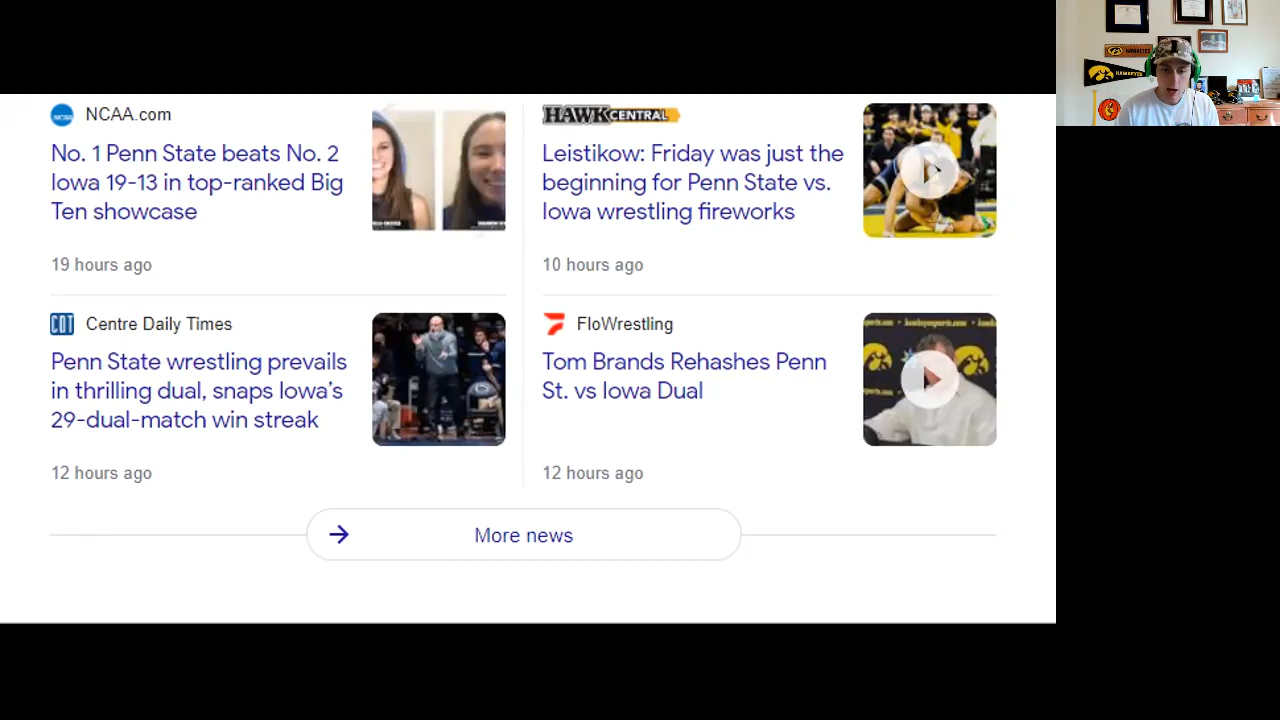 NCAA.com
No. 1 Penn State beats No. 2
Iowa 19-13 in top-ranked Big
Ten showcase
19 hours ago
HAWKCENTRAL
Leistikow: Friday was just the
beginning for Penn State vs.
Iowa wrestling fireworks
10 hours ago
CDT
Centre Daily Times
Penn State wrestling prevails
in thrilling dual, snaps Iowa's
29-dual-match win streak
12 hours ago
FloWrestling
Tom Brands Rehashes Penn
St. vs Iowa Dual
12 hours ago
More news
HAWKEYES
HAWKEYES